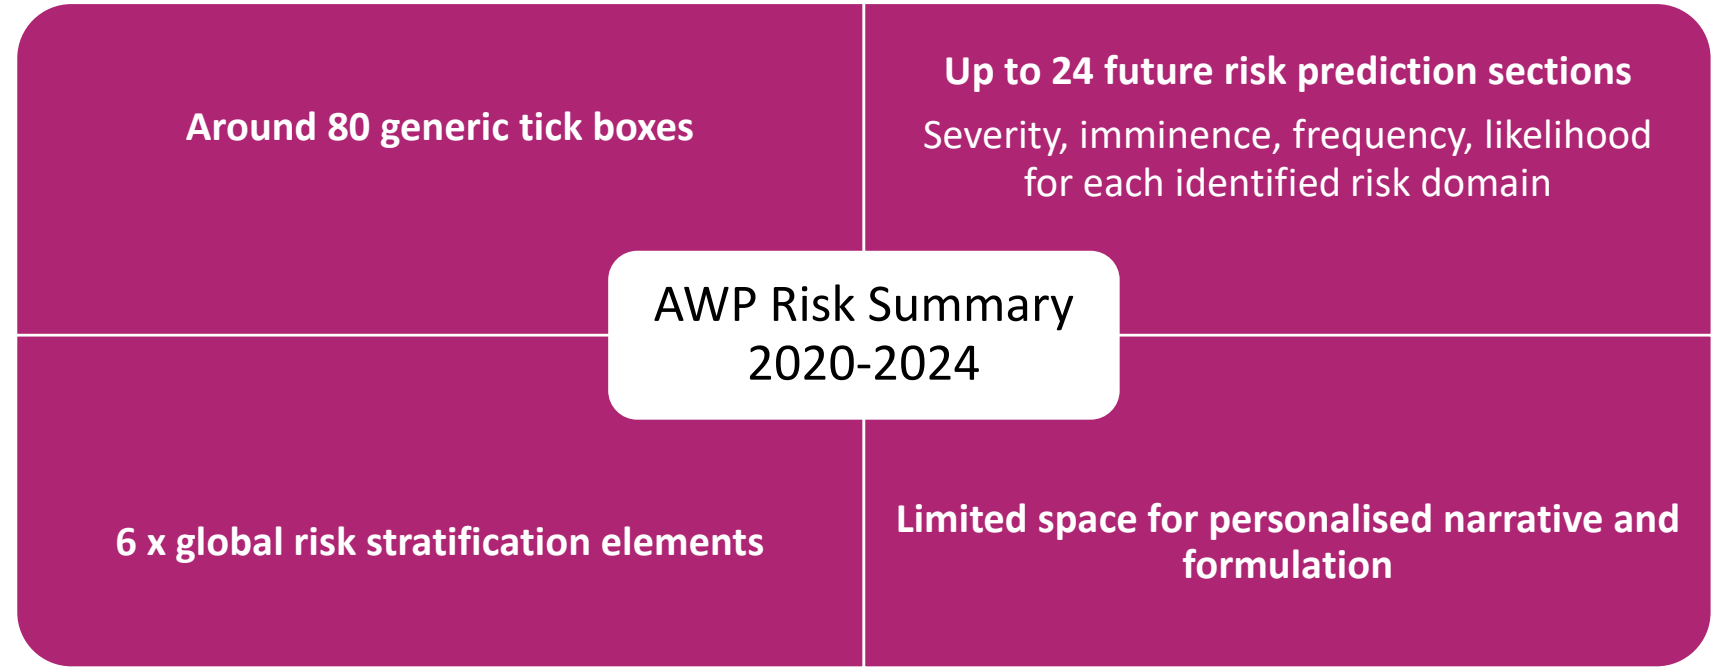 Around 80 generic tick boxes
Up to 24 future risk prediction sections
Severity, imminence, frequency, likelihood
for each identified risk domain
AWP Risk Summary
2020-2024
6 x global risk stratification elements
Limited space for personalised narrative and
formulation